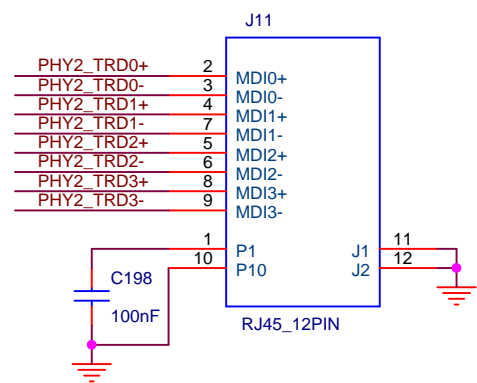 J11
PHY2_TRD0+ 2 MDI0+
PHY2_TRD0- 3 MDI0-
PHY2_TRD1+ 4 MDI1+
PHY2_TRD1- 7 MDI1-
PHY2_TRD2+ 5 MDI2+
PHY2_TRD2- 6 MDI2-
PHY2_TRD3+ 8 MDI3+
PHY2_TRD3- 9 MDI3-
1 P1 J1 11
10 P10 J2 12
C198
100nF
RJ45_12PIN